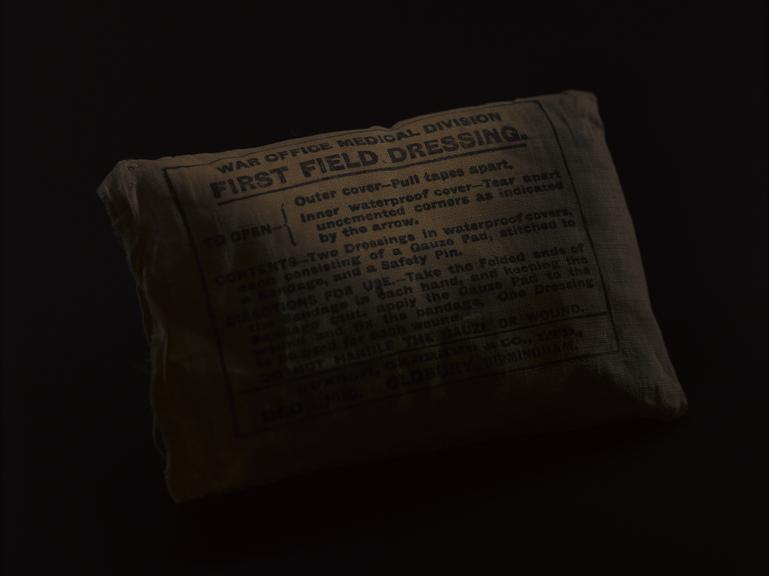 WAR OFFICE MEDICAL DIVISION
FIRST FIELD DRESSING.
Outer cover—Pull tapes apart.
TO OPEN— Inner waterproof cover—Tear apart
uncemented corners as indicated
by the arrow.
CONTENTS—Two Dressings in waterproof covers,
each consisting of a Gauze Pad, stitched to
a bandage, and a Safety Pin.
DIRECTIONS FOR USE.—Take the Folded ends of
the bandage in each hand, and keeping the
bandage taut, apply the Gauze Pad to the
wound and fix the bandage. One Dressing
to be used for each wound.
DO NOT HANDLE THE GAUZE OR WOUND.
& CO., LTD.,
OLDBURY, BIRMINGHAM.